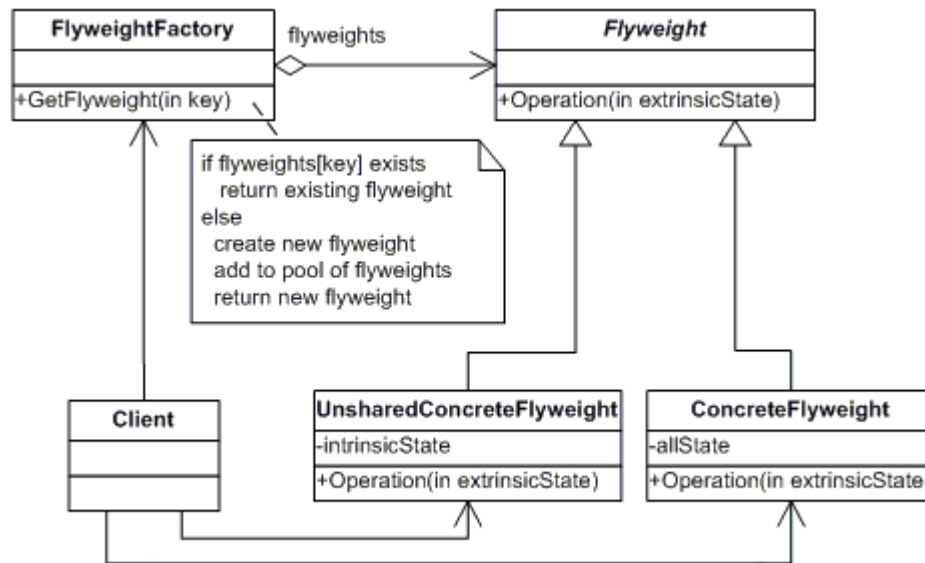 FlyweightFactory
flyweights
Flyweight
+GetFlyweight(in key)
+Operation(in extrinsicState)
if flyweights[key] exists
return existing flyweight
else
create new flyweight
add to pool of flyweights
return new flyweight
Client
UnsharedConcreteFlyweight
-intrinsicState
+Operation(in extrinsicState)
ConcreteFlyweight
-allState
+Operation(in extrinsicState